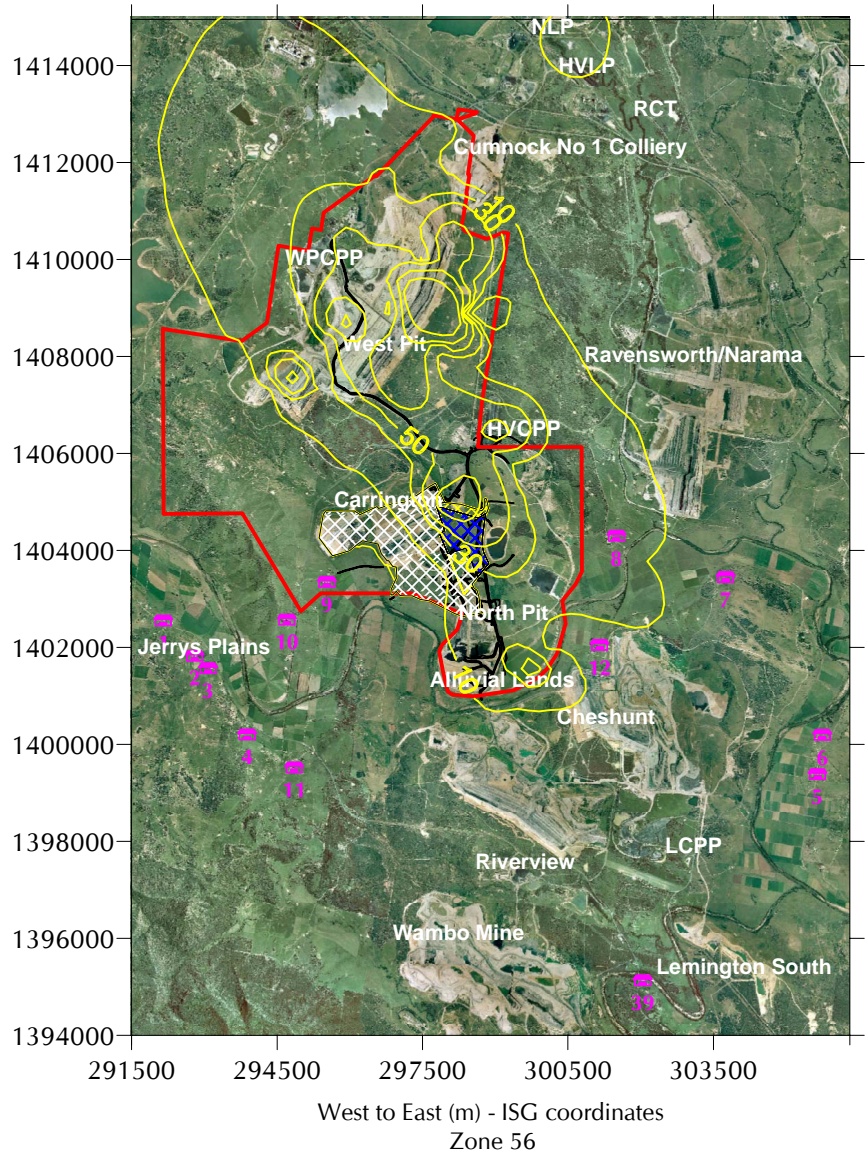 NLP
1414000
HVLP
RCT
Cumnock No 1 Colliery
1412000
10
30
1410000
WPCPP
1408000
West Pit
Ravensworth/Narama
50
HVCPP
1406000
Carrington
1404000
8
30
7
9
North Pit
1402000
1
10
Jerrys Plains
12
2
3
10
Alluvial Lands
Cheshunt
1400000
4
6
11
5
1398000
LCPP
Riverview
1396000
Wambo Mine
Lemington South
39
1394000
291500 294500 297500 300500 303500
West to East (m) - ISG coordinates
Zone 56